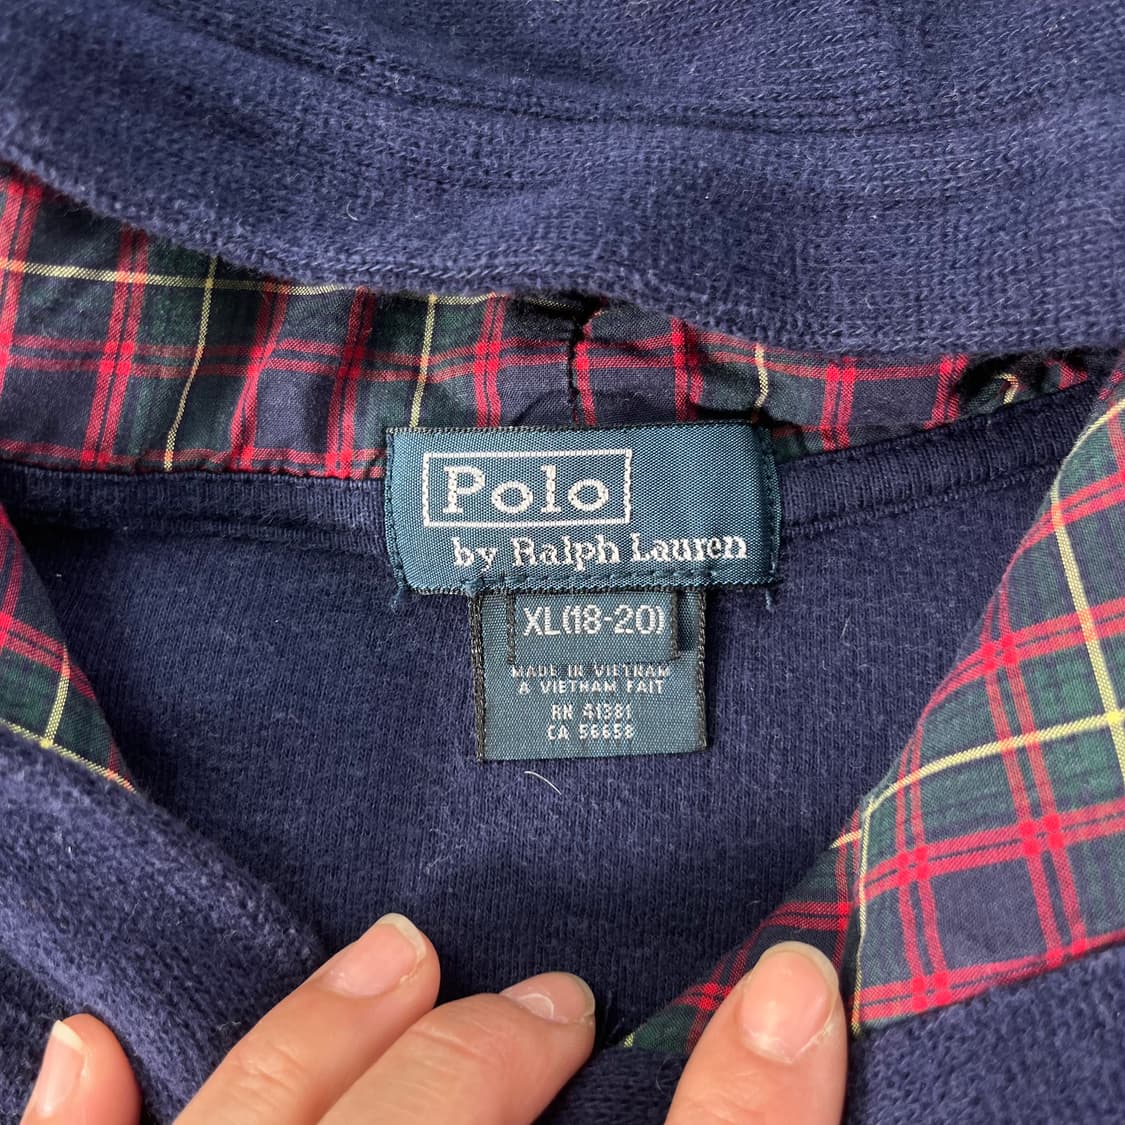 Polo
by Ralph Lauren
XL(18-20)
MADE IN VIETNAM
A VIETNAM FAIT
RN 41381
CA 56658